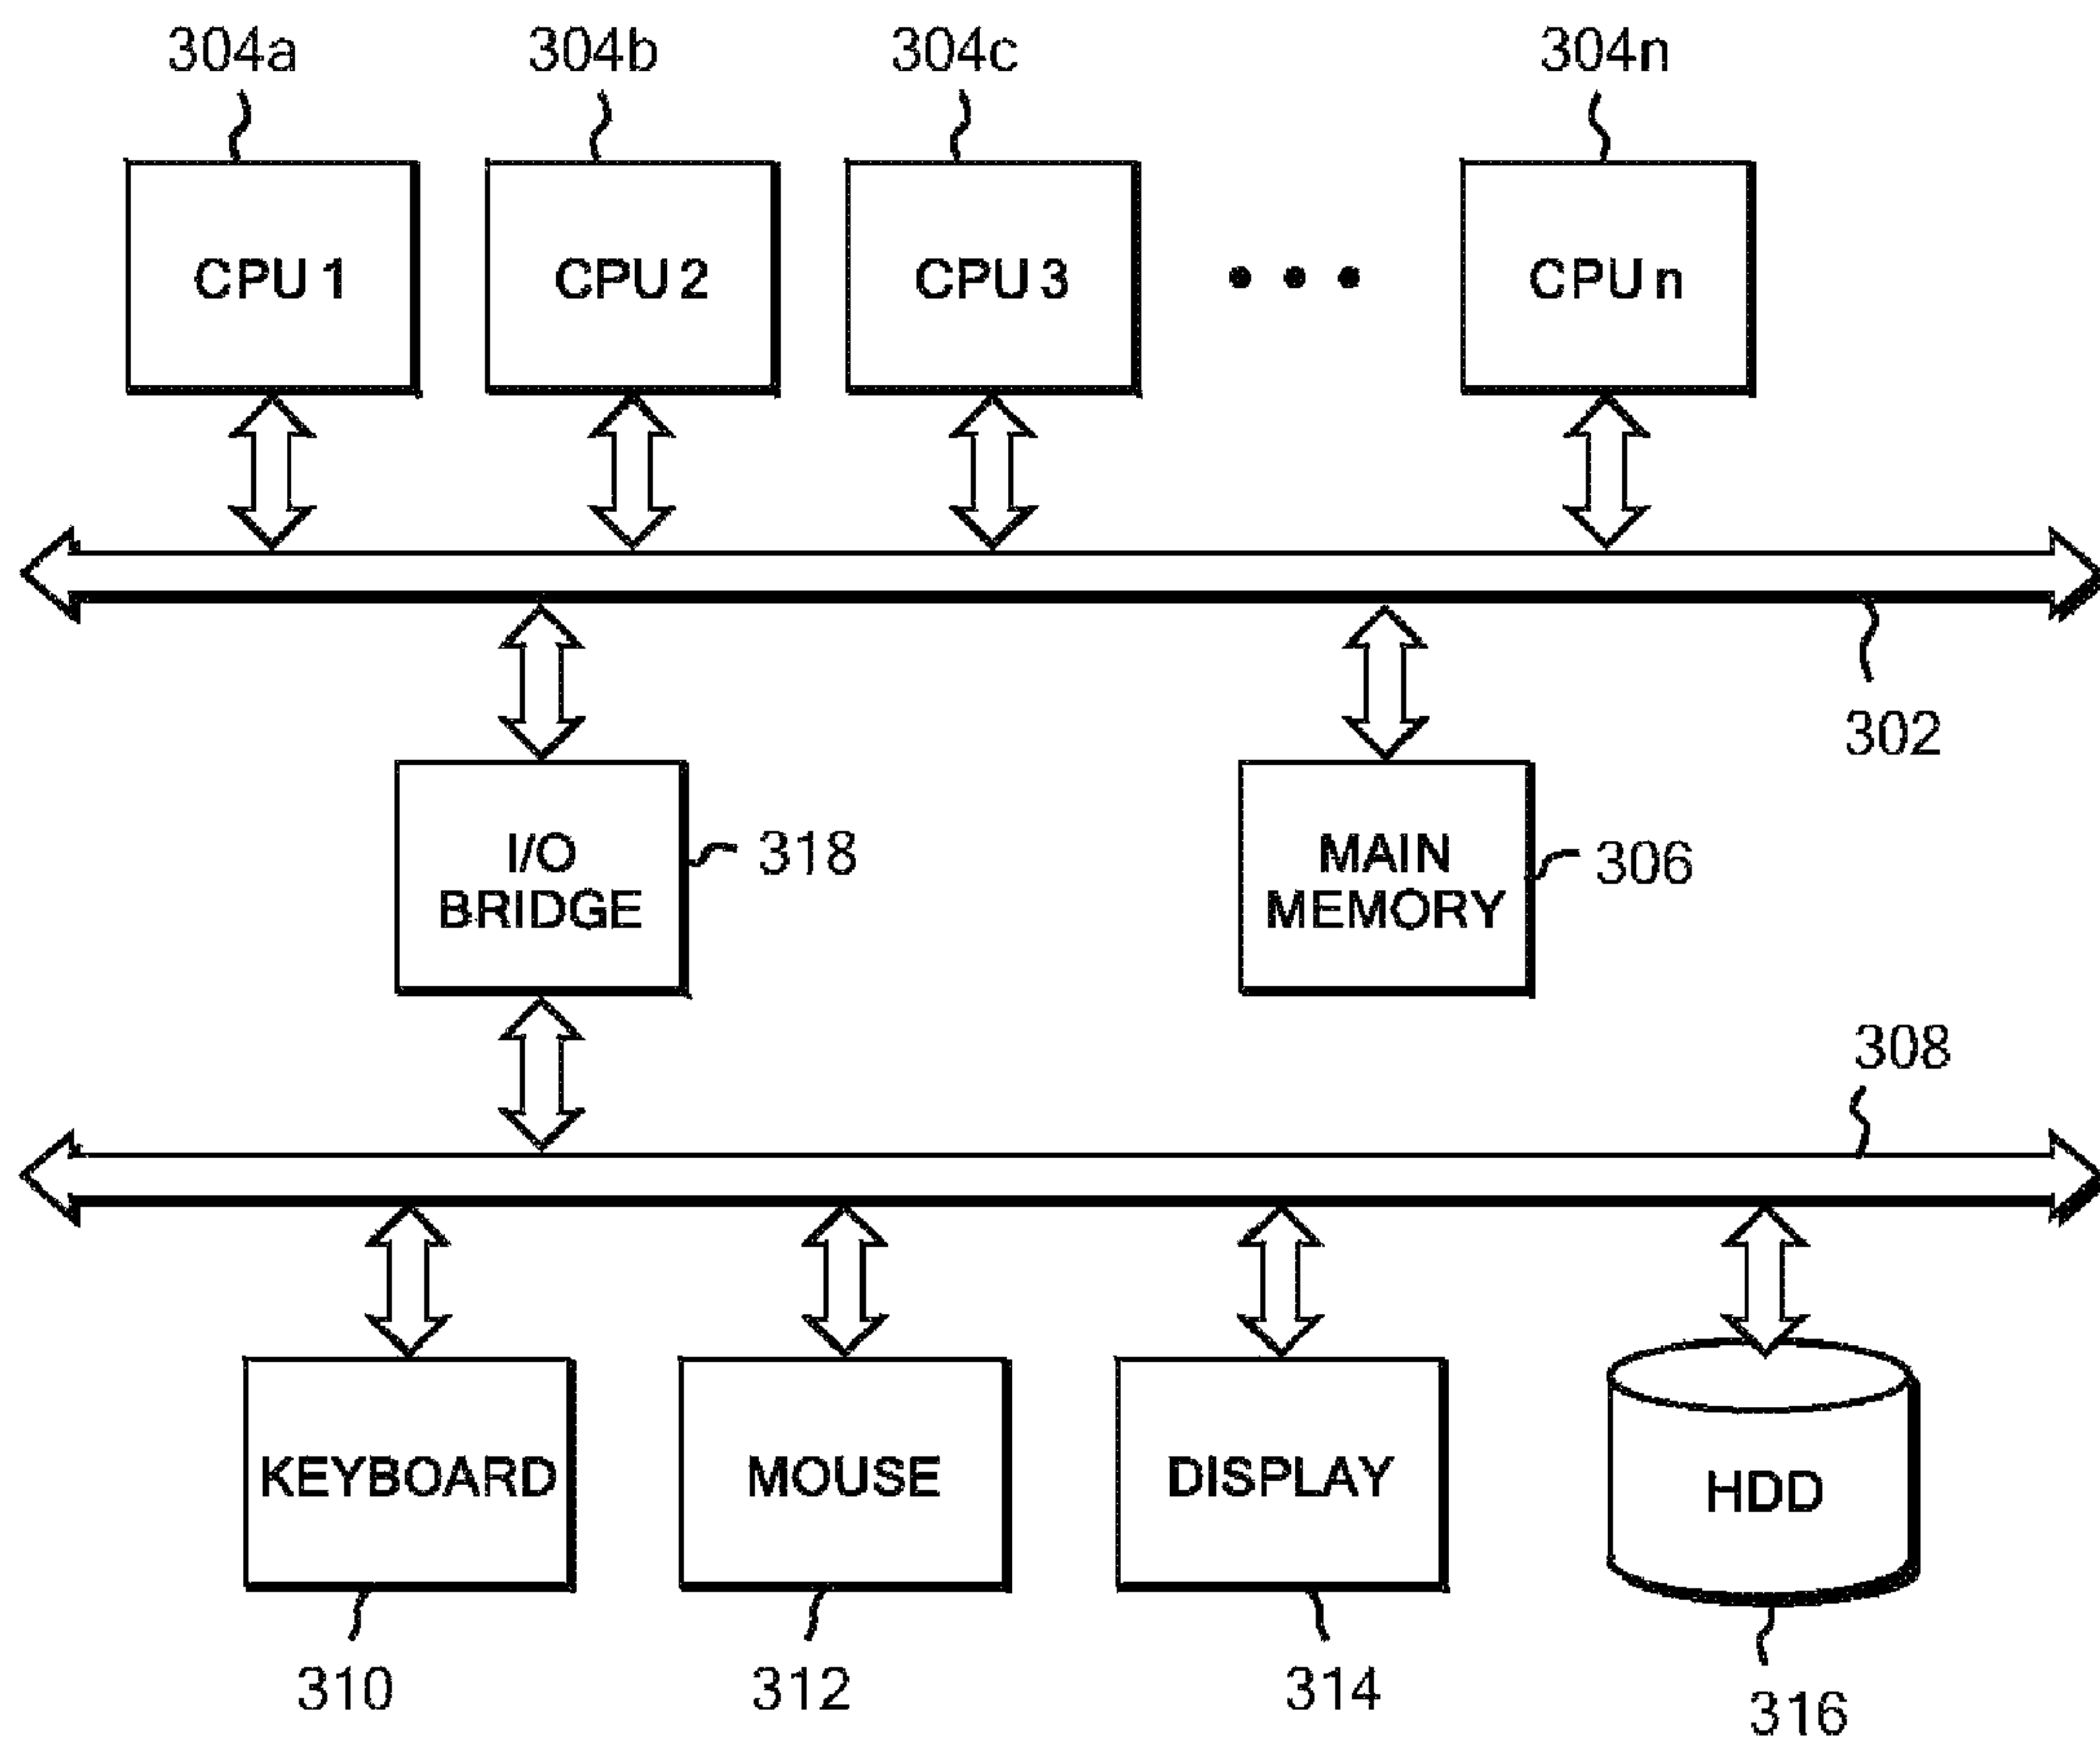 304a 304b 304c 304n
CPU 1 CPU 2 CPU 3 • • • CPU n
302
I/O BRIDGE
318
MAIN MEMORY
306
308
KEYBOARD MOUSE DISPLAY HDD
310 312 314 316